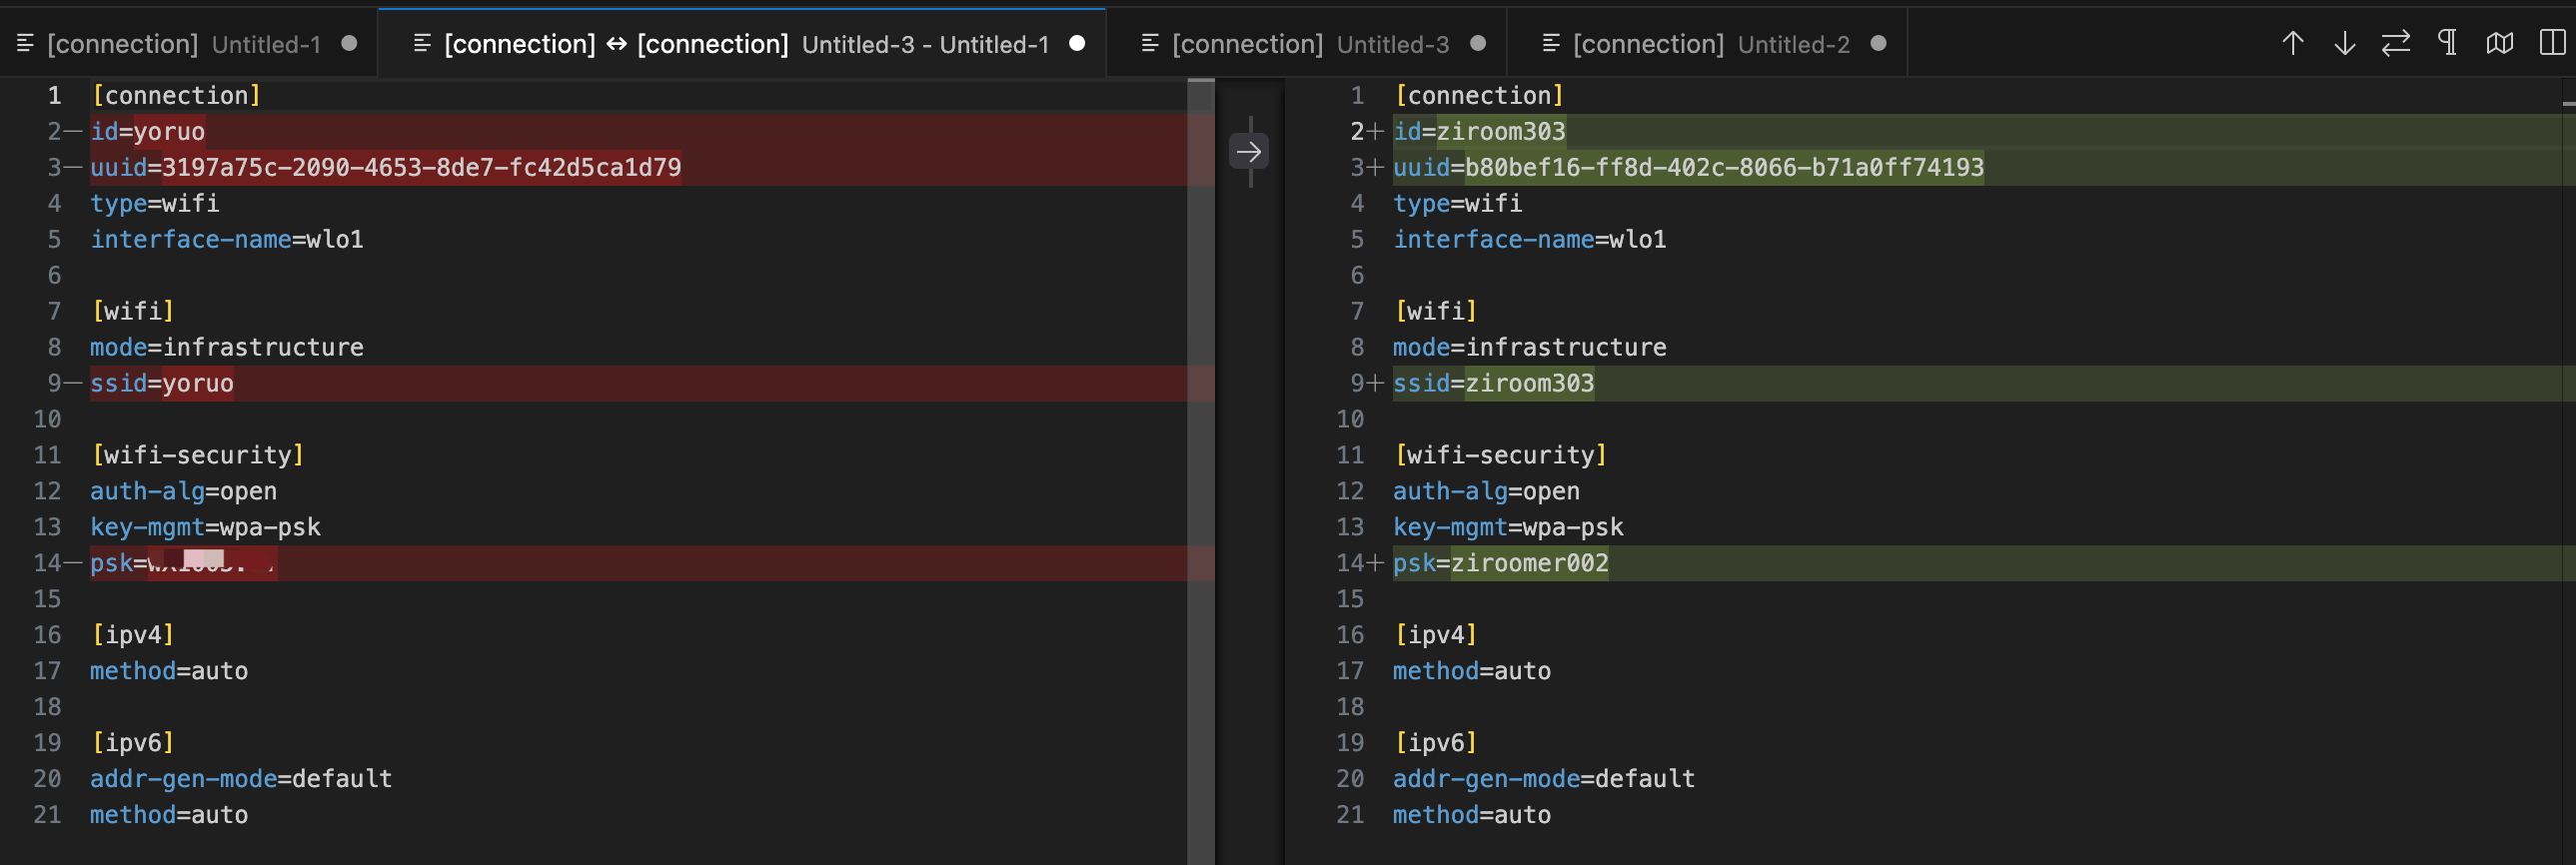 [connection] Untitled-1
[connection] ↔ [connection] Untitled-3 - Untitled-1
[connection] Untitled-3
[connection] Untitled-2
1 [connection]
2 id=yoruo
3 uuid=3197a75c-2090-4653-8de7-fc42d5ca1d79
4 type=wifi
5 interface-name=wlo1
6
7 [wifi]
8 mode=infrastructure
9 ssid=yoruo
10
11 [wifi-security]
12 auth-alg=open
13 key-mgmt=wpa-psk
14 psk=
15
16 [ipv4]
17 method=auto
18
19 [ipv6]
20 addr-gen-mode=default
21 method=auto
1 [connection]
2+ id=ziroom303
3+ uuid=b80bef16-ff8d-402c-8066-b71a0ff74193
4 type=wifi
5 interface-name=wlo1
6
7 [wifi]
8 mode=infrastructure
9+ ssid=ziroom303
10
11 [wifi-security]
12 auth-alg=open
13 key-mgmt=wpa-psk
14+ psk=ziroomer002
15
16 [ipv4]
17 method=auto
18
19 [ipv6]
20 addr-gen-mode=default
21 method=auto